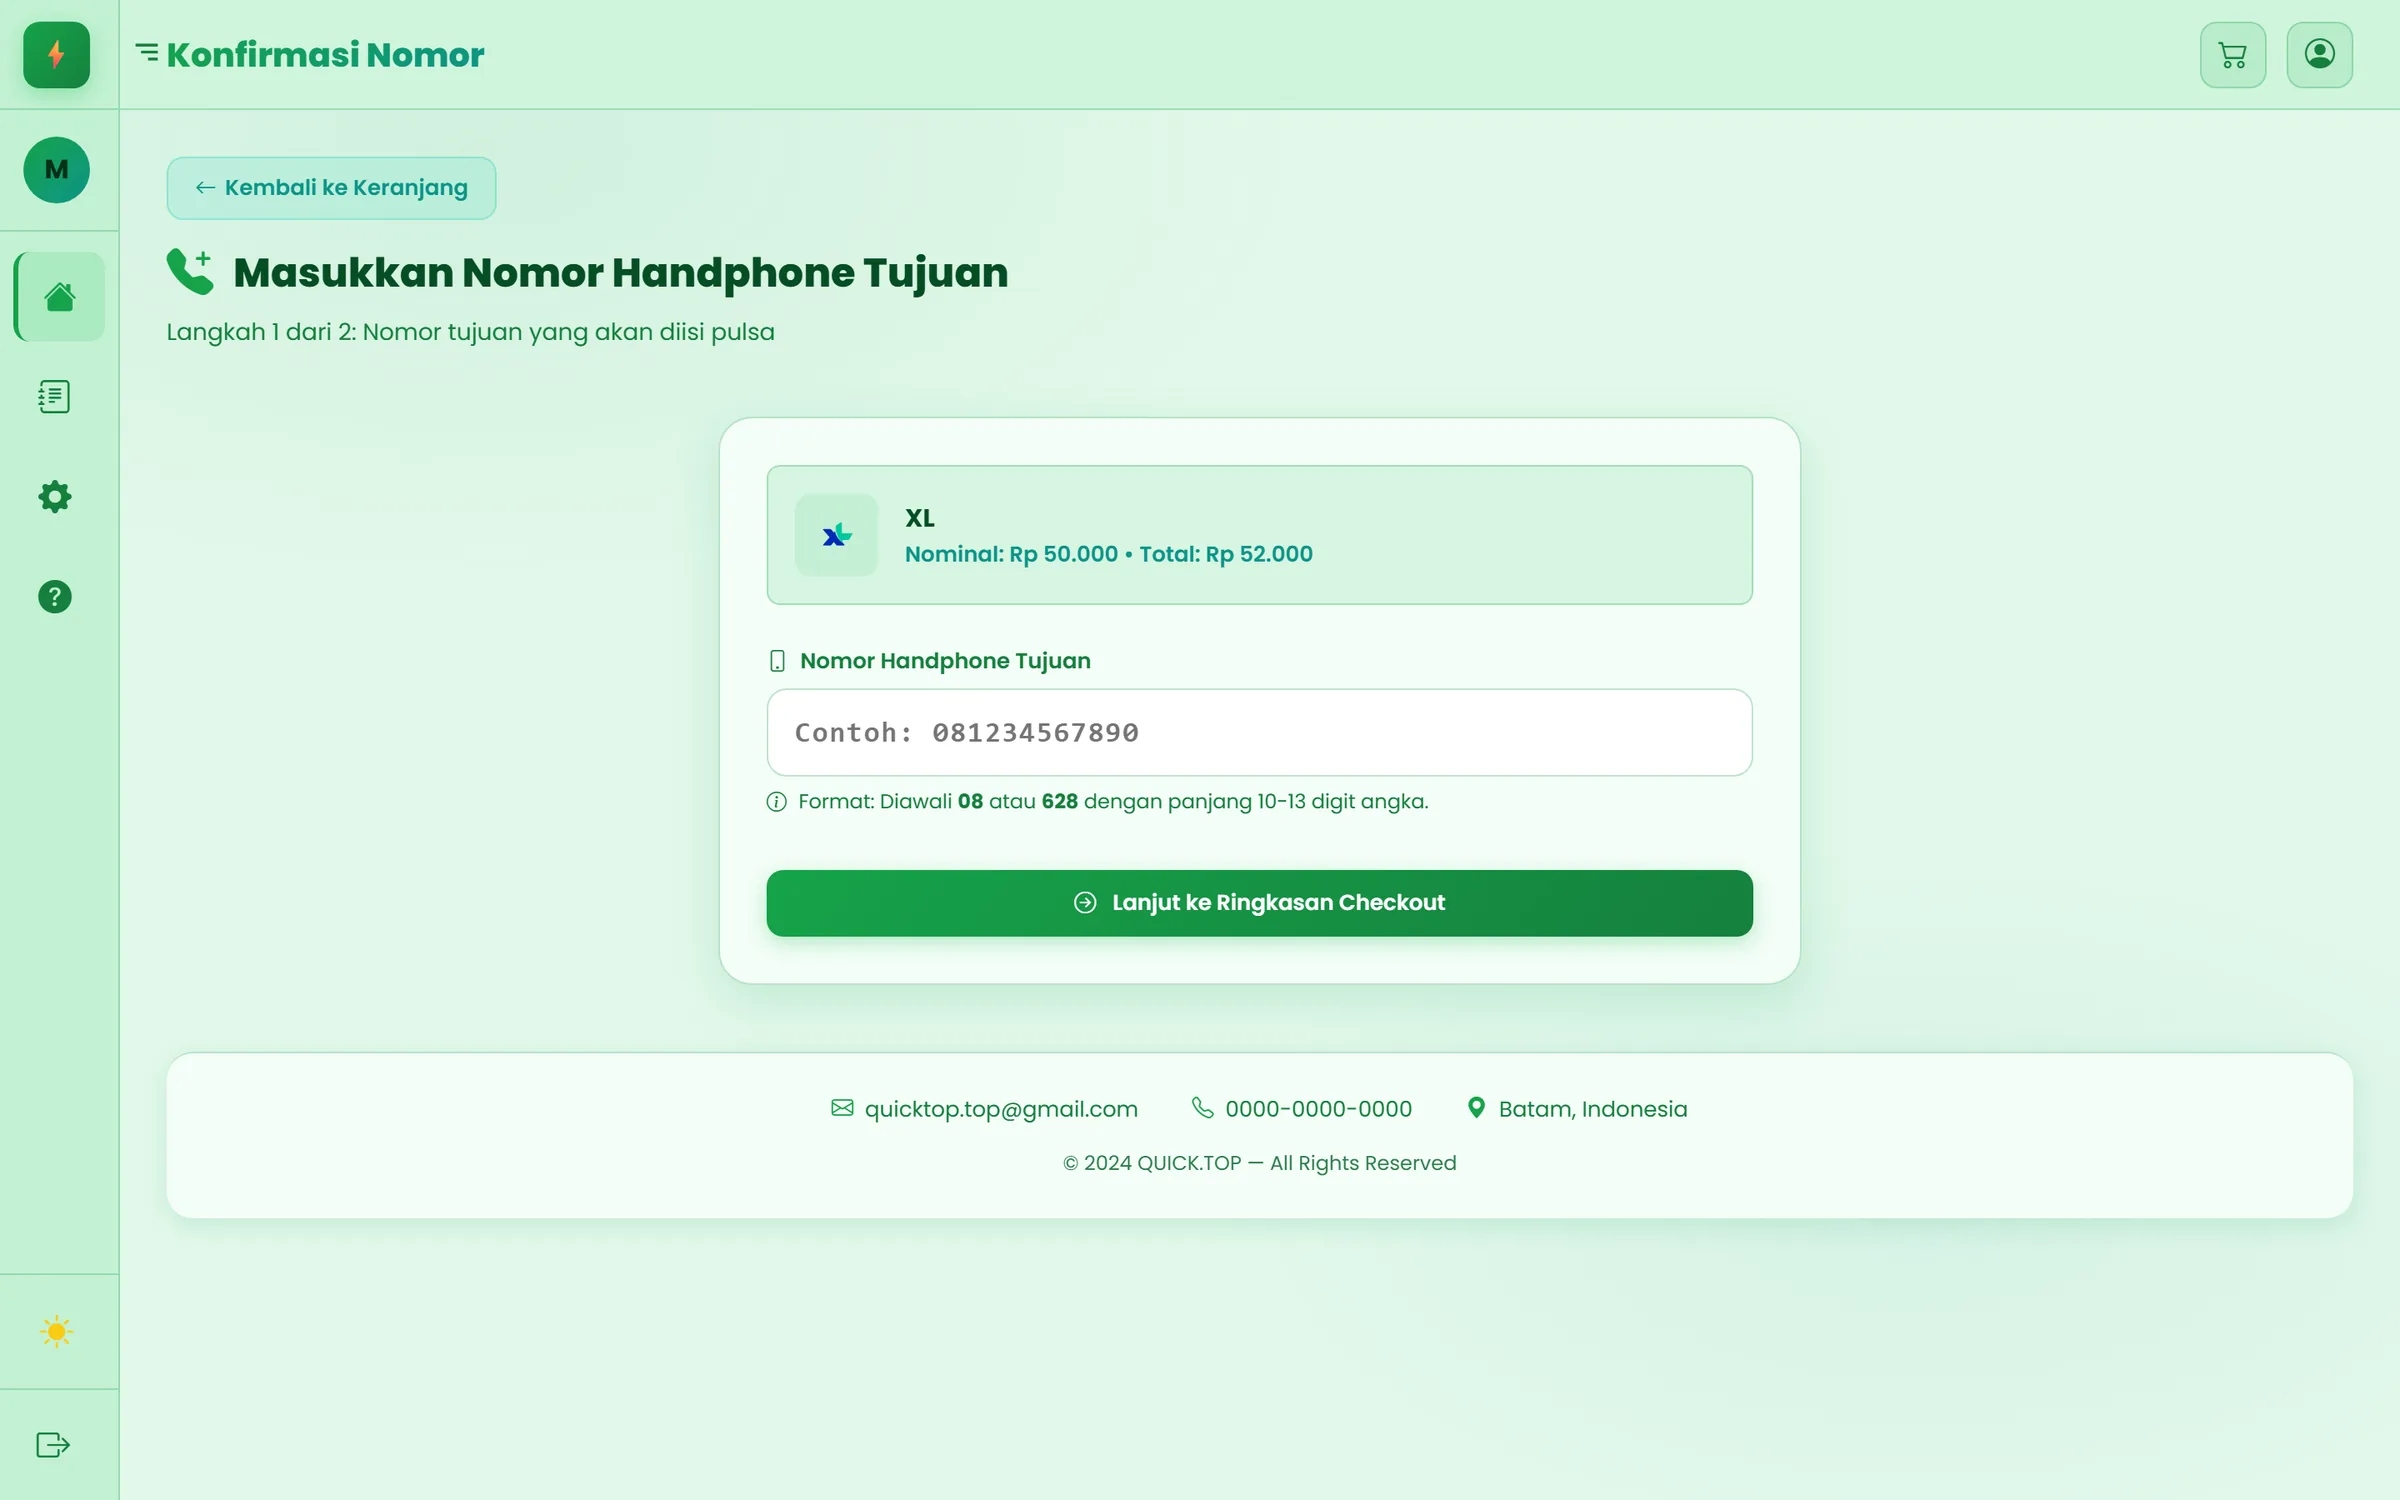 Konfirmasi Nomor
M
← Kembali ke Keranjang
Masukkan Nomor Handphone Tujuan
Langkah 1 dari 2: Nomor tujuan yang akan diisi pulsa
XL
XL
Nominal: Rp 50.000 • Total: Rp 52.000
Nomor Handphone Tujuan
Contoh: 081234567890
Format: Diawali 08 atau 628 dengan panjang 10-13 digit angka.
Lanjut ke Ringkasan Checkout
quicktop.top@gmail.com 0000-0000-0000 Batam, Indonesia
© 2024 QUICK.TOP — All Rights Reserved